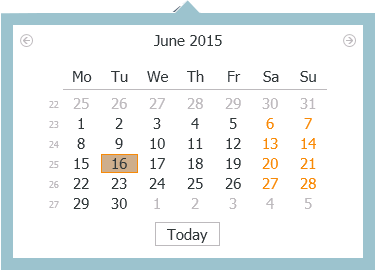 June 2015
Mo Tu We Th Fr Sa Su
22 25 26 27 28 29 30 31
23 1 2 3 4 5 6 7
24 8 9 10 11 12 13 14
25 15 16 17 18 19 20 21
26 22 23 24 25 26 27 28
27 29 30 1 2 3 4 5
Today